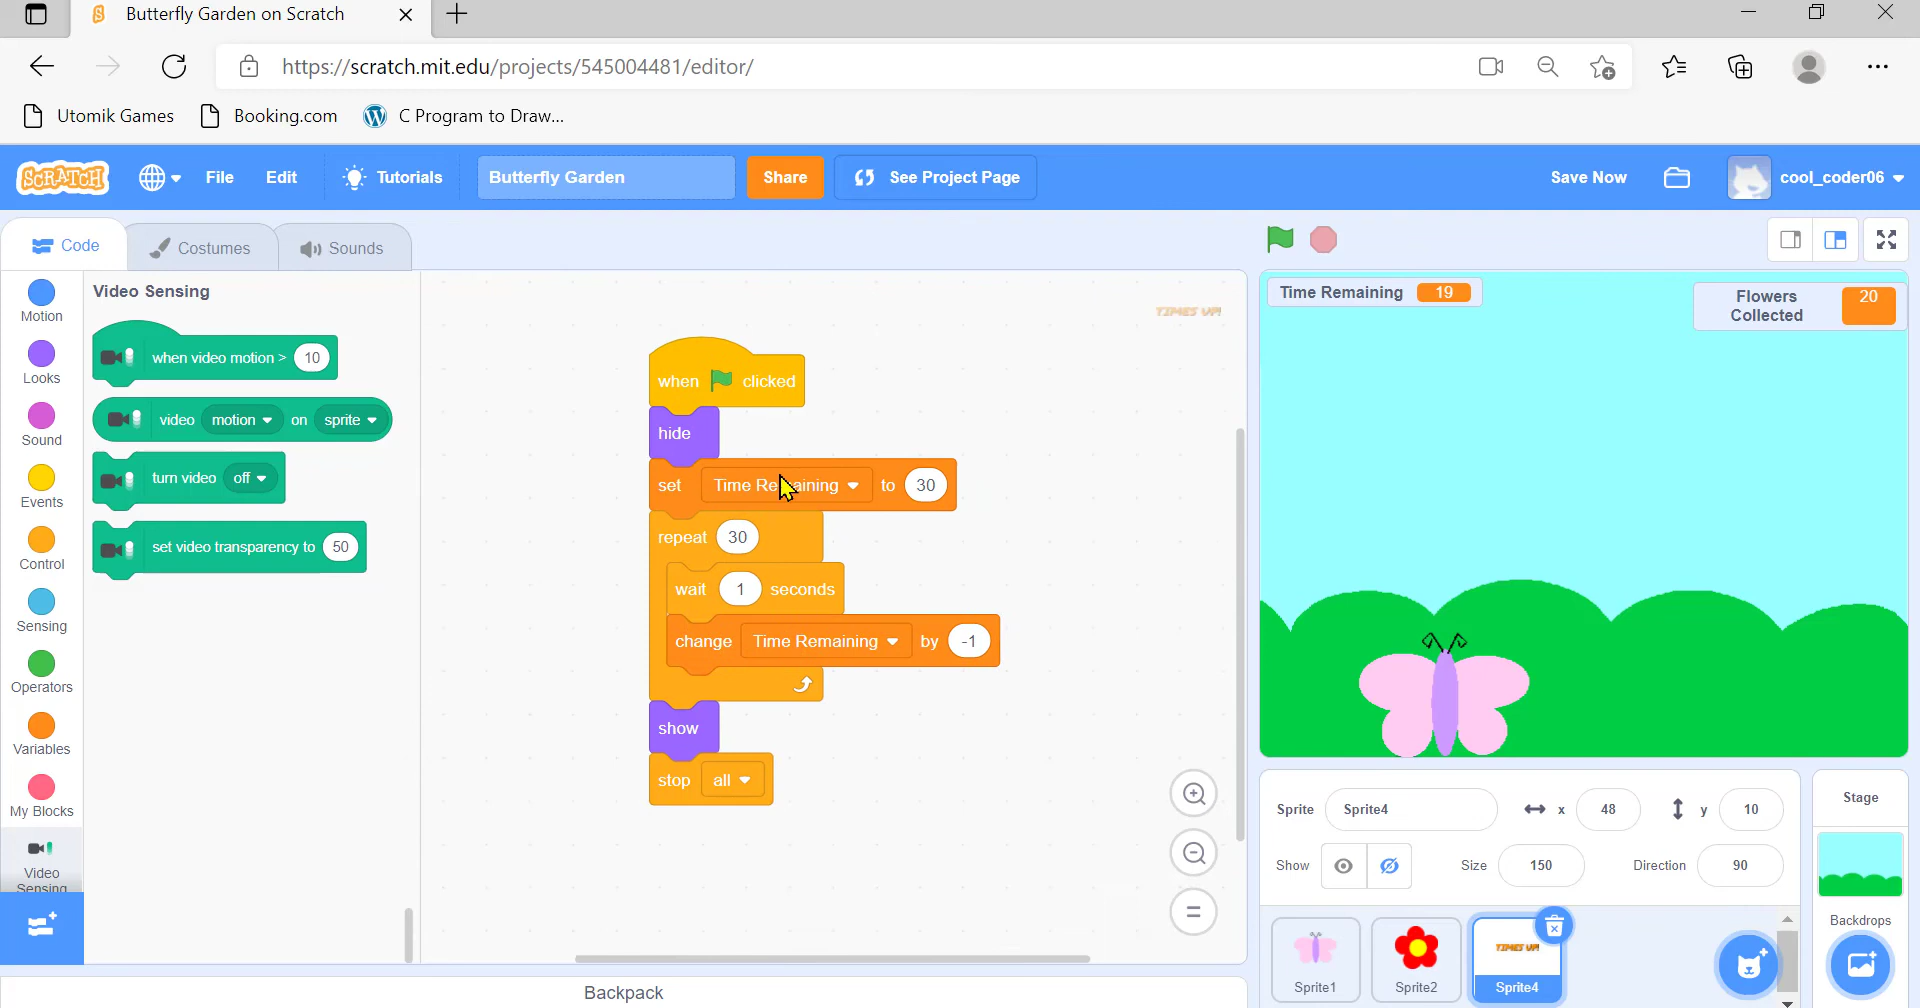 Butterfly Garden on Scratch
https://scratch.mit.edu/projects/545004481/editor/
Utomik Games
Booking.com
C Program to Draw...
SCRATCH
File
Edit
Tutorials
Butterfly Garden
Share
See Project Page
Save Now
cool_coder06
Code
Costumes
Sounds
Motion
Looks
Sound
Events
Control
Sensing
Operators
Variables
My Blocks
Video
Sensing
Video Sensing
when video motion > 10
video motion on sprite
turn video off
set video transparency to 50
TIMES UP!
when clicked
hide
set Time Remaining to 30
repeat 30
wait 1 seconds
change Time Remaining by -1
show
stop all
Backpack
Time Remaining 19
Flowers
Collected 20
Sprite Sprite4 x 48 y 10
Show Size 150 Direction 90
Sprite1
Sprite2
TIMES UP!
Sprite4
Stage
Backdrops